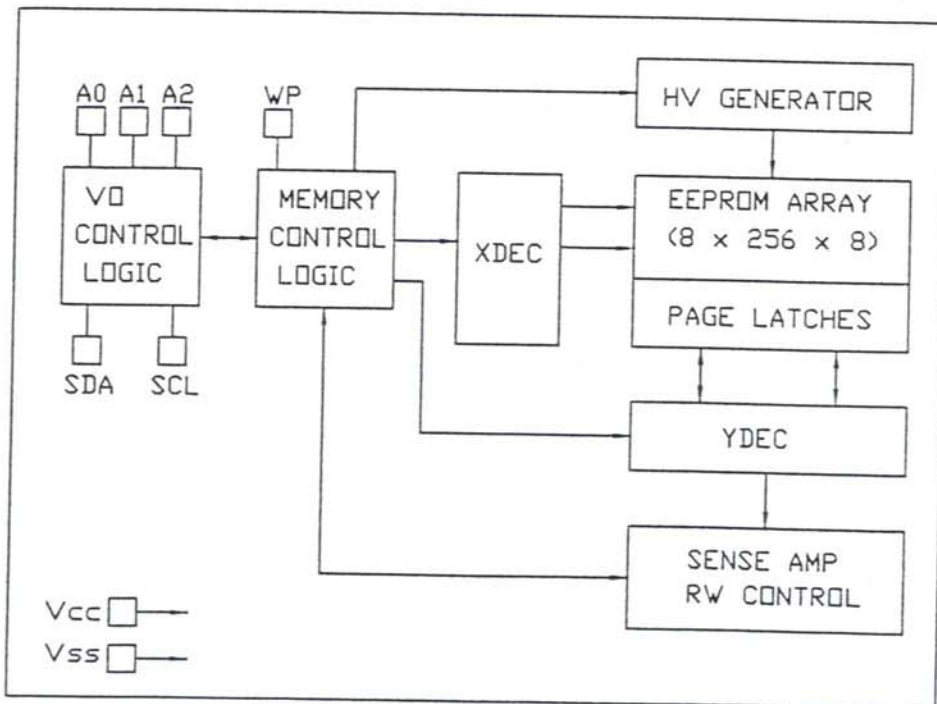 A0 A1 A2
WP
HV GENERATOR
VO
CONTROL
LOGIC
MEMORY
CONTROL
LOGIC
XDEC
EEPROM ARRAY
(8 x 256 x 8)
PAGE LATCHES
SDA
SCL
YDEC
SENSE AMP
RW CONTROL
Vcc
Vss